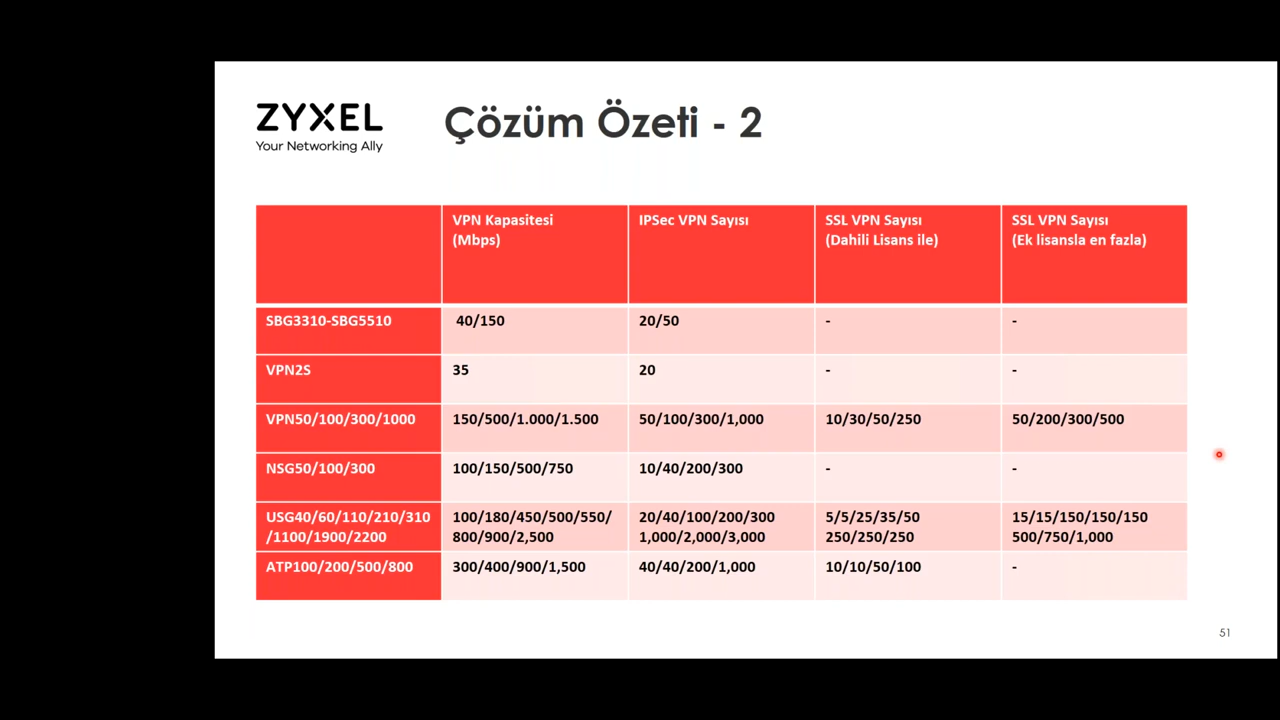 ZYXEL
Your Networking Ally
Çözüm Özeti - 2
VPN Kapasitesi
(Mbps)
IPSec VPN Sayısı
SSL VPN Sayısı
(Dahili Lisans ile)
SSL VPN Sayısı
(Ek lisansla en fazla)
SBG3310-SBG5510
40/150
20/50
-
-
VPN2S
35
20
-
-
VPN50/100/300/1000
150/500/1.000/1.500
50/100/300/1,000
10/30/50/250
50/200/300/500
NSG50/100/300
100/150/500/750
10/40/200/300
-
-
USG40/60/110/210/310
/1100/1900/2200
100/180/450/500/550/
800/900/2,500
20/40/100/200/300
1,000/2,000/3,000
5/5/25/35/50
250/250/250
15/15/150/150/150
500/750/1,000
ATP100/200/500/800
300/400/900/1,500
40/40/200/1,000
10/10/50/100
-
51